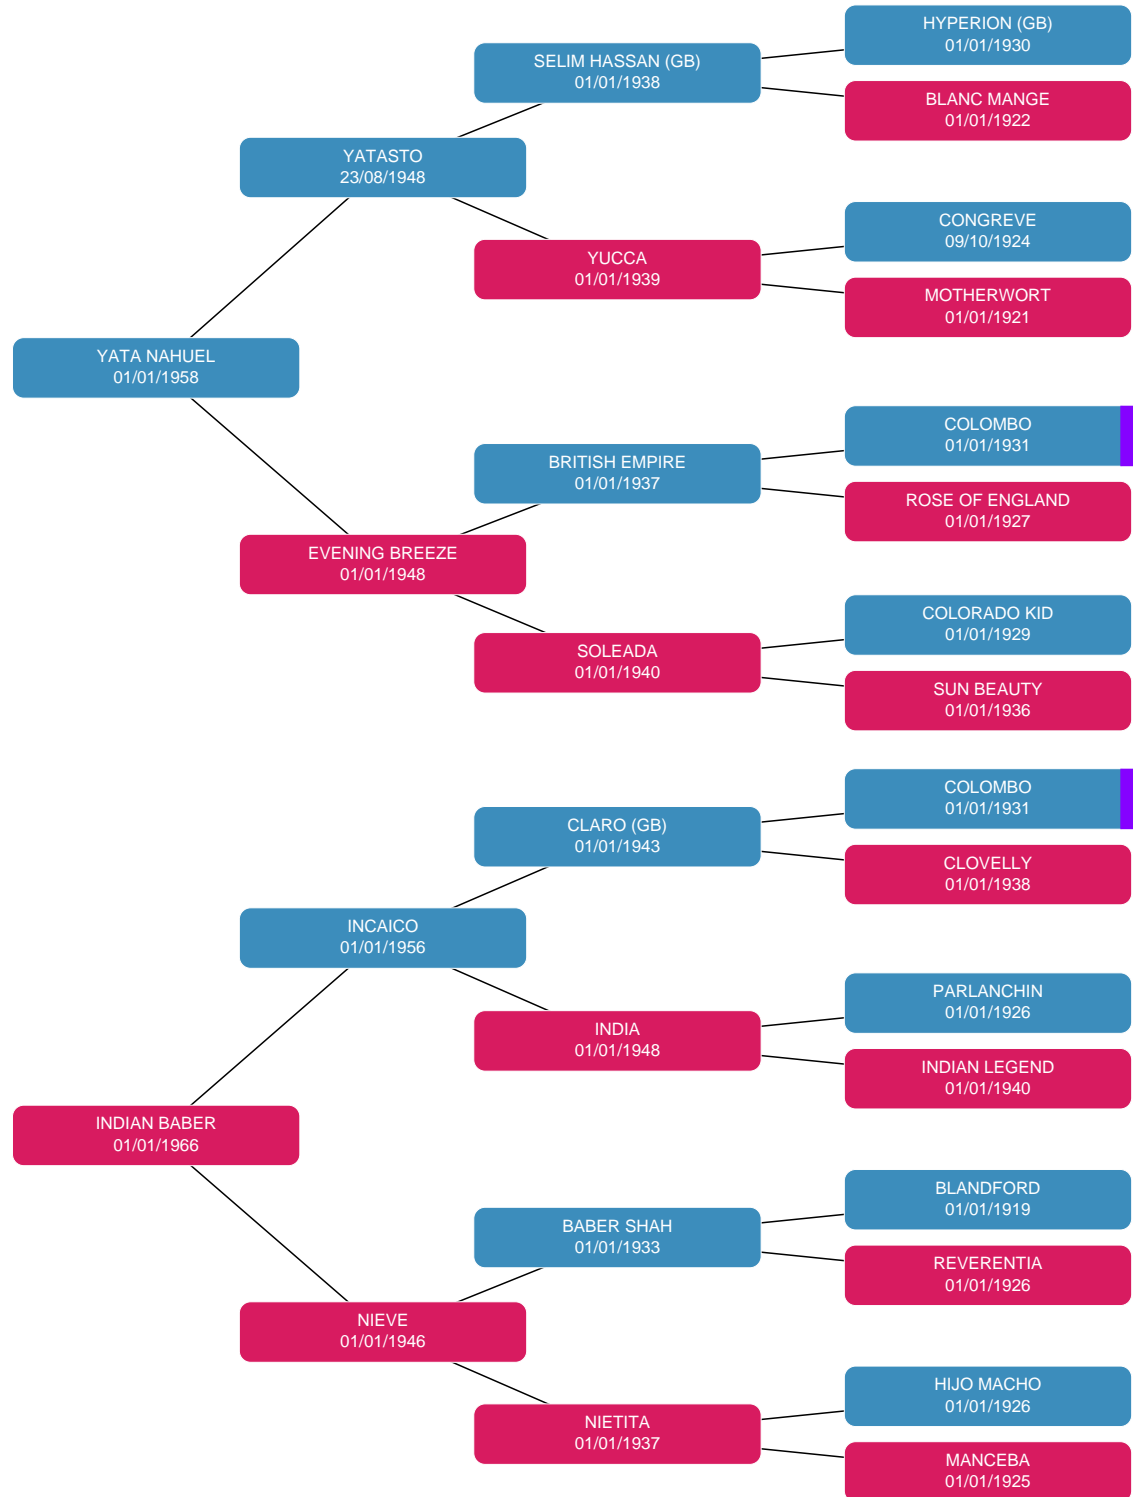 HYPERION (GB)
01/01/1930
SELIM HASSAN (GB)
01/01/1938
BLANC MANGE
01/01/1922
YATASTO
23/08/1948
CONGREVE
09/10/1924
YUCCA
01/01/1939
MOTHERWORT
01/01/1921
YATA NAHUEL
01/01/1958
COLOMBO
01/01/1931
BRITISH EMPIRE
01/01/1937
ROSE OF ENGLAND
01/01/1927
EVENING BREEZE
01/01/1948
COLORADO KID
01/01/1929
SOLEADA
01/01/1940
SUN BEAUTY
01/01/1936
COLOMBO
01/01/1931
CLARO (GB)
01/01/1943
CLOVELLY
01/01/1938
INCAICO
01/01/1956
PARLANCHIN
01/01/1926
INDIA
01/01/1948
INDIAN LEGEND
01/01/1940
INDIAN BABER
01/01/1966
BLANDFORD
01/01/1919
BABER SHAH
01/01/1933
REVERENTIA
01/01/1926
NIEVE
01/01/1946
HIJO MACHO
01/01/1926
NIETITA
01/01/1937
MANCEBA
01/01/1925